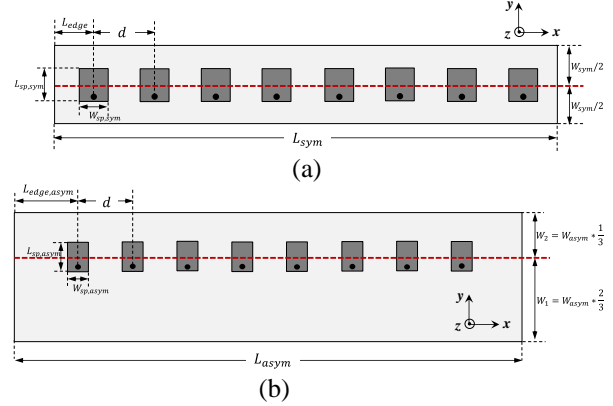 L_edge
d
y
z
x
L_sp,sym
W_sp,sym
W_sym/2
W_sym/2
L_sym
(a)
L_edge,asym
d
L_sp,asym
W_sp,asym
W_2 = W_asym * 1/3
W_1 = W_asym * 2/3
y
z
x
L_asym
(b)